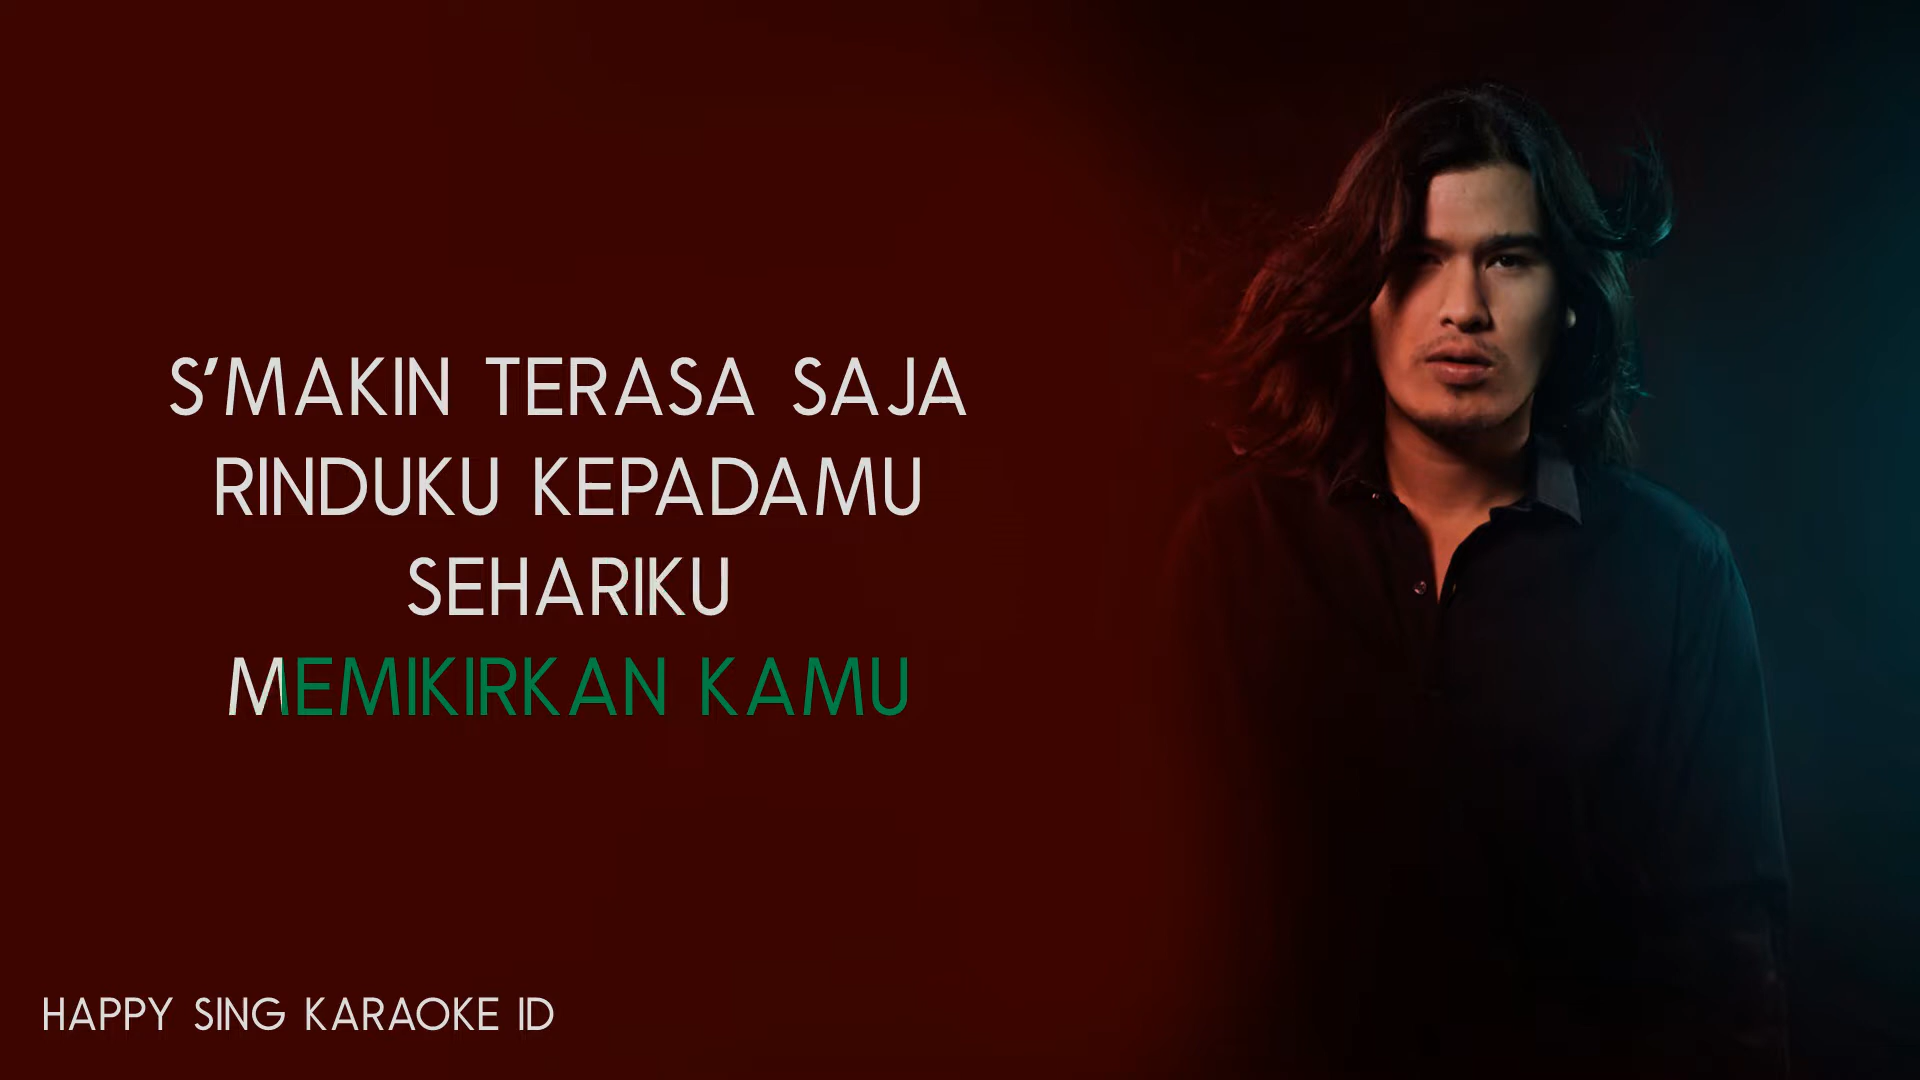 S'MAKIN TERASA SAJA
RINDUKU KEPADAMU
SEHARIKU
MEMIKIRKAN KAMU
HAPPY SING KARAOKE ID